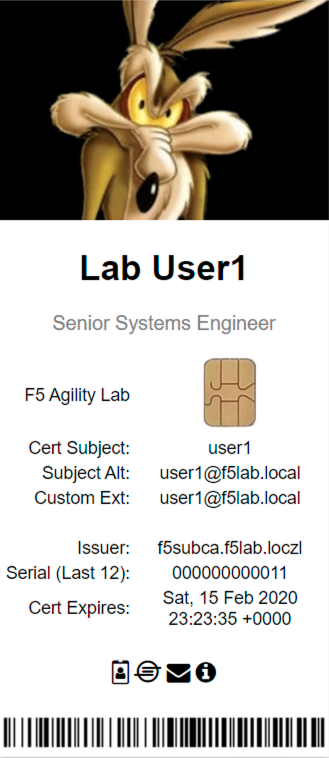 Lab User1
Senior Systems Engineer
F5 Agility Lab
Cert Subject: user1
Subject Alt: user1@f5lab.local
Custom Ext: user1@f5lab.local
Issuer: f5subca.f5lab.loczl
Serial (Last 12): 000000000011
Cert Expires: Sat, 15 Feb 2020
23:23:35 +0000